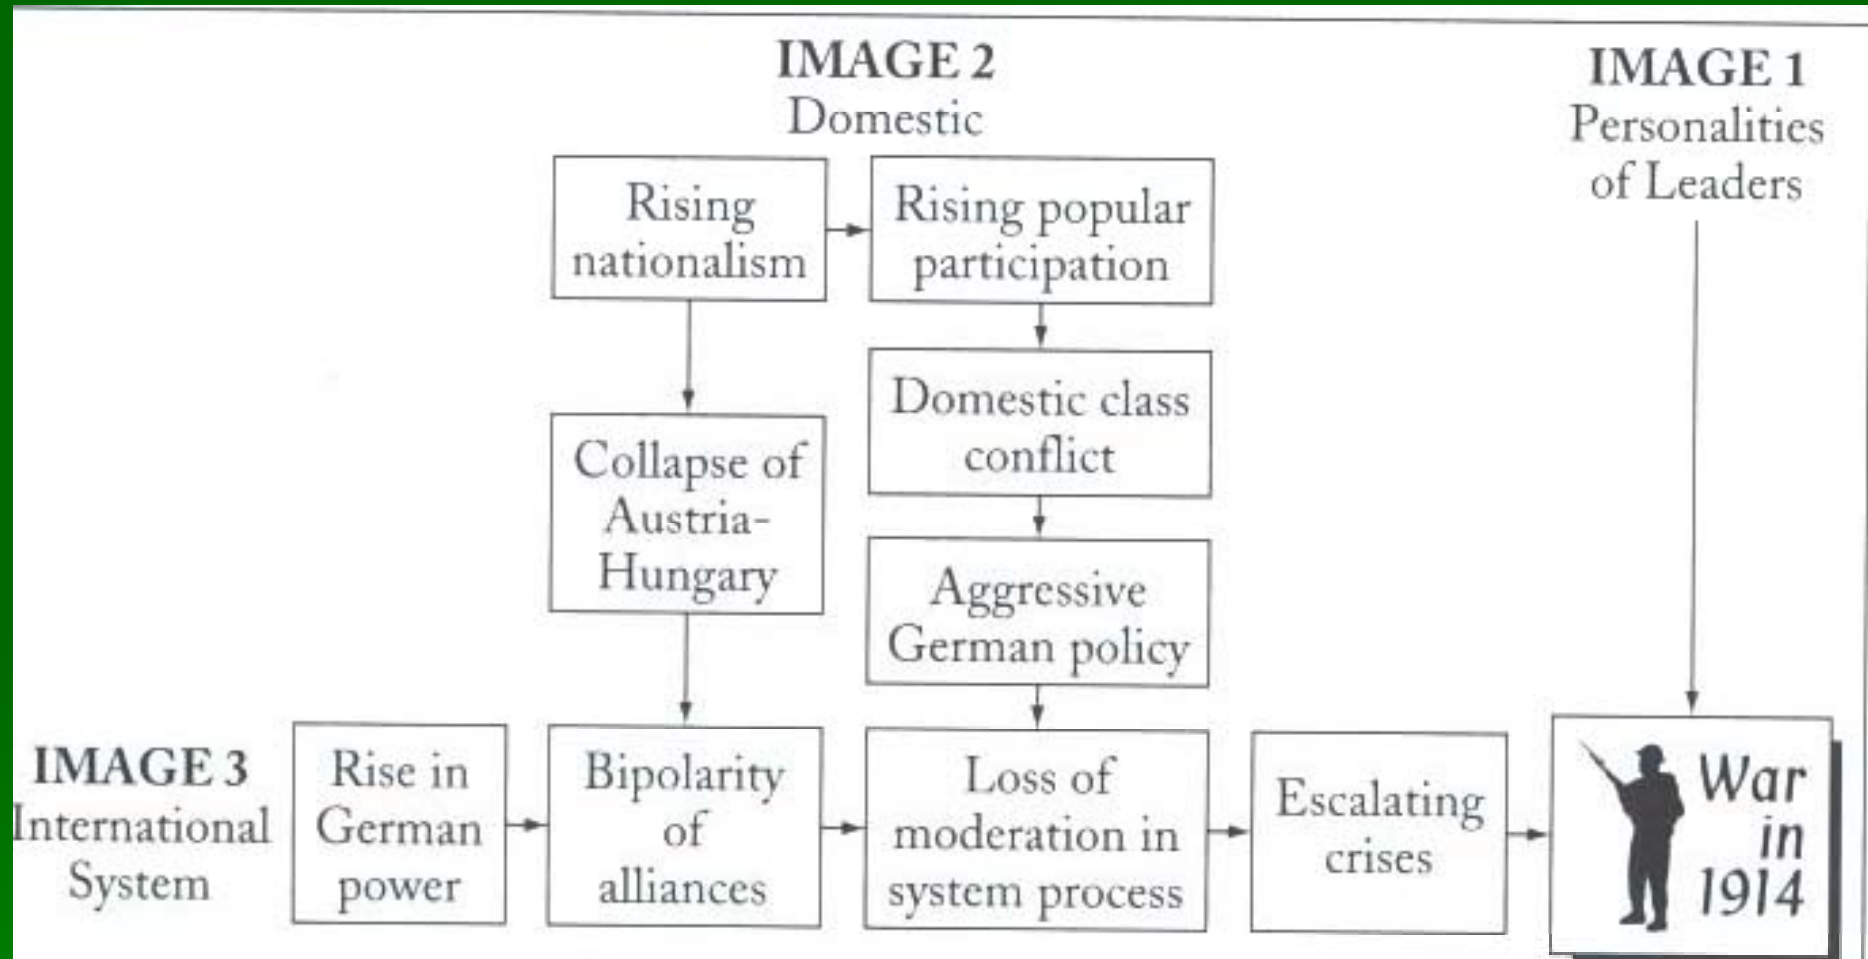 IMAGE 2
Domestic
IMAGE 1
Personalities
of Leaders
Rising
nationalism
Rising popular
participation
Domestic class
conflict
Collapse of
Austria-
Hungary
Aggressive
German policy
IMAGE 3
International
System
Rise in
German
power
Bipolarity
of
alliances
Loss of
moderation in
system process
Escalating
crises
War
in
1914